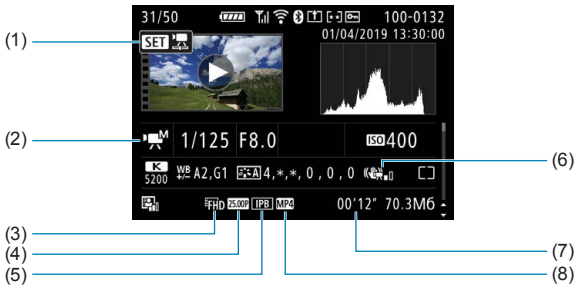 31/50 100-0132
01/04/2019 13:30:00
(1) SET
(2) M 1/125 F8.0 ISO 400
(6)
K 5200 WB +/- A2,G1 A 4,*,*, 0, 0, 0
FHD 25.00P IPB MP4 00'12" 70.3Мб
(3)
(4)
(5)
(7)
(8)